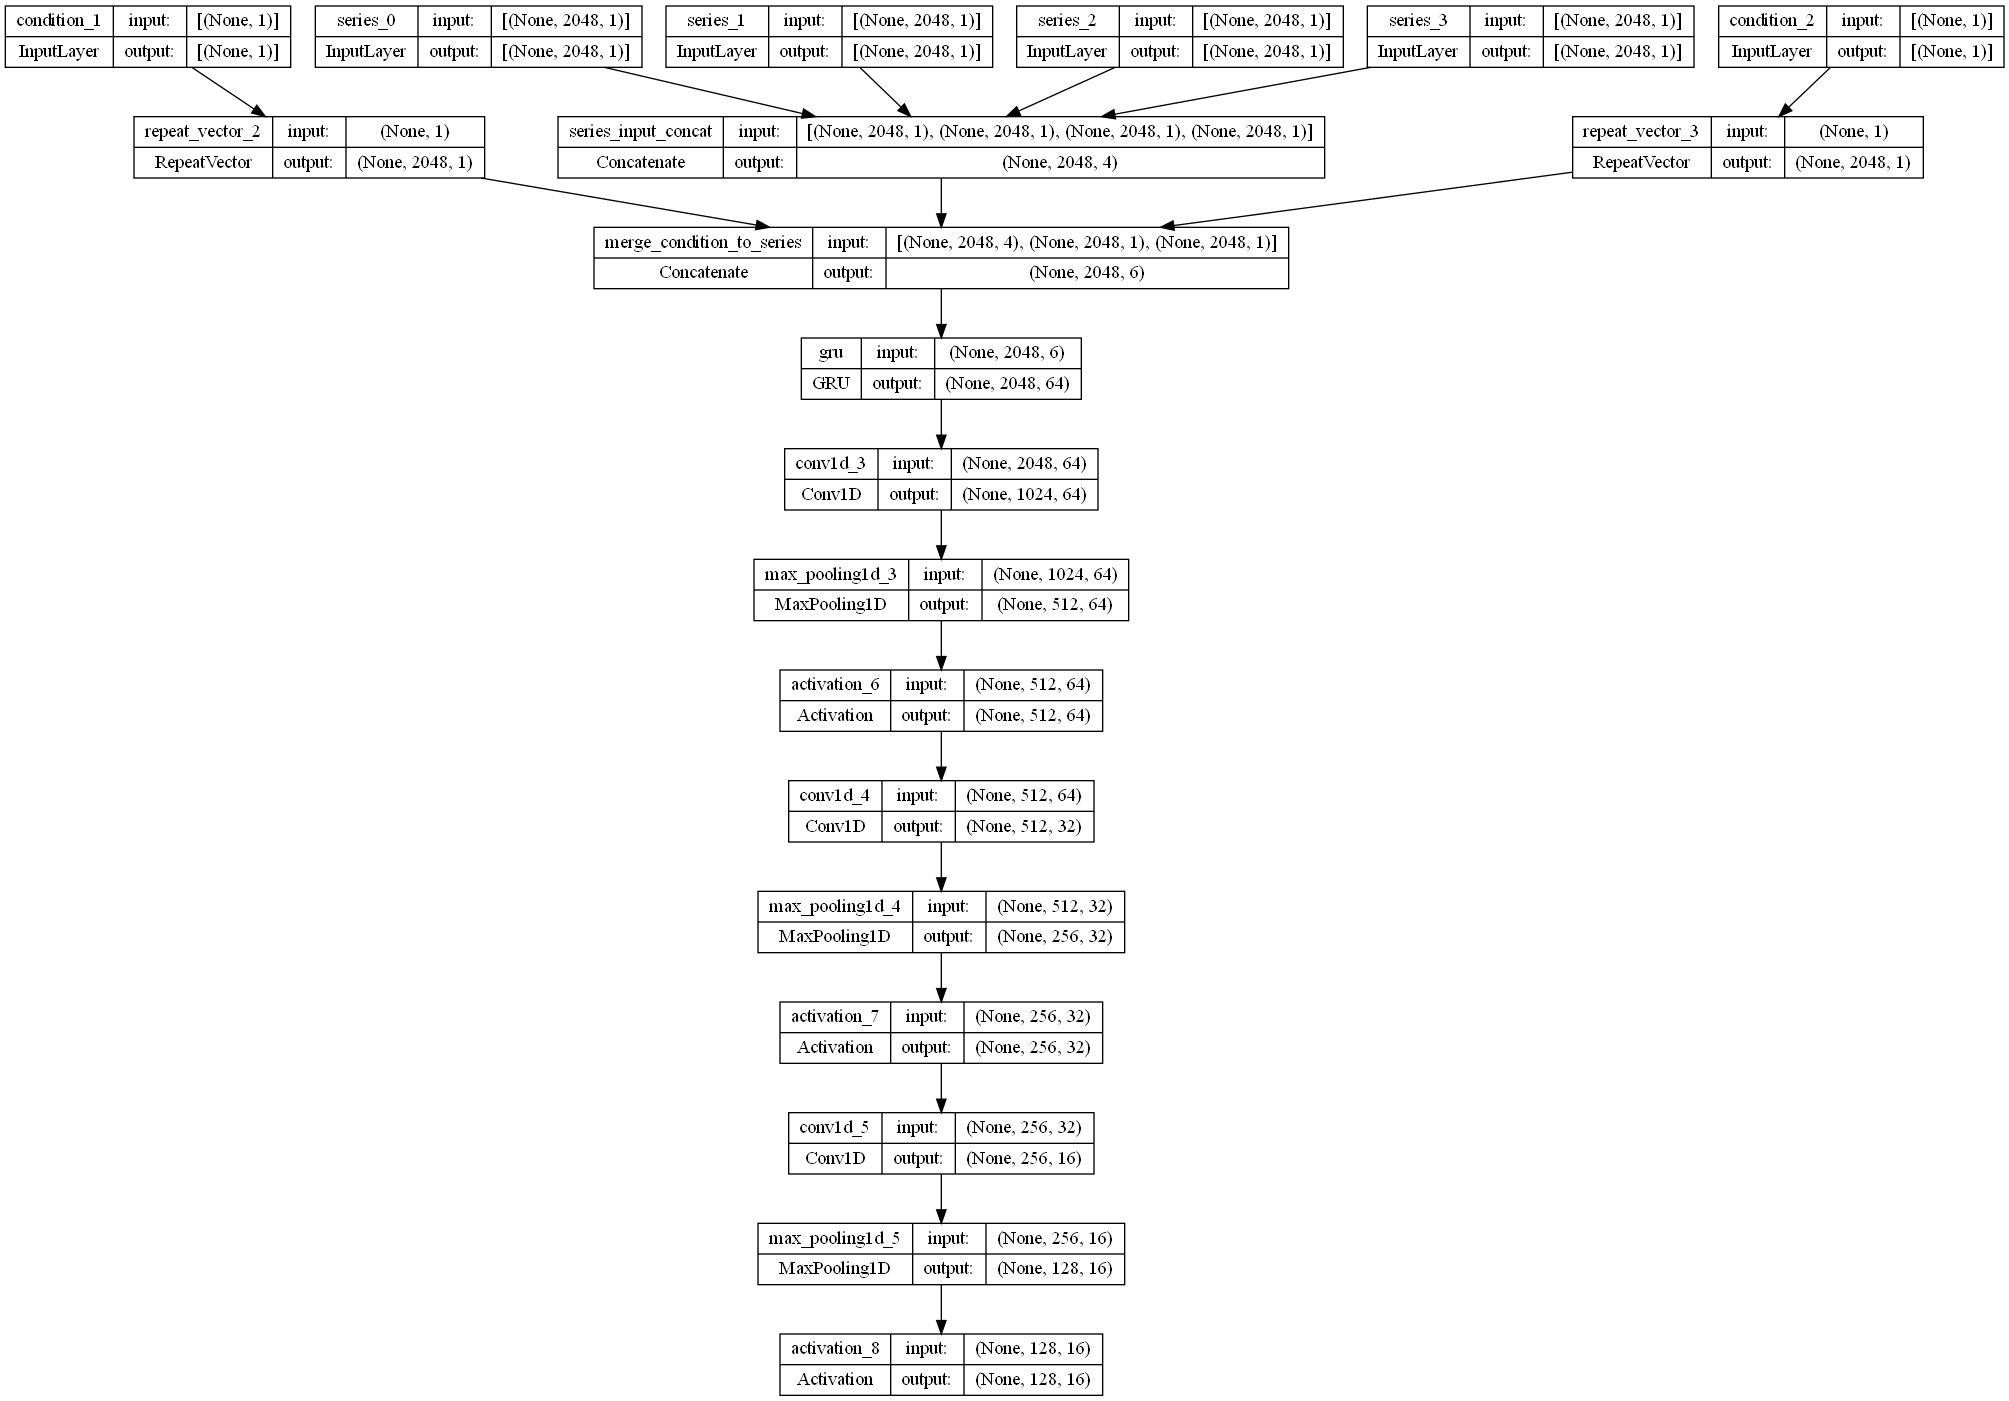 condition_1 input: [(None, 1)]
InputLayer output: [(None, 1)]
series_0 input: [(None, 2048, 1)]
InputLayer output: [(None, 2048, 1)]
series_1 input: [(None, 2048, 1)]
InputLayer output: [(None, 2048, 1)]
series_2 input: [(None, 2048, 1)]
InputLayer output: [(None, 2048, 1)]
series_3 input: [(None, 2048, 1)]
InputLayer output: [(None, 2048, 1)]
condition_2 input: [(None, 1)]
InputLayer output: [(None, 1)]
repeat_vector_2 input: (None, 1)
RepeatVector output: (None, 2048, 1)
series_input_concat input: [(None, 2048, 1), (None, 2048, 1), (None, 2048, 1), (None, 2048, 1)]
Concatenate output: (None, 2048, 4)
repeat_vector_3 input: (None, 1)
RepeatVector output: (None, 2048, 1)
merge_condition_to_series input: [(None, 2048, 4), (None, 2048, 1), (None, 2048, 1)]
Concatenate output: (None, 2048, 6)
gru input: (None, 2048, 6)
GRU output: (None, 2048, 64)
conv1d_3 input: (None, 2048, 64)
Conv1D output: (None, 1024, 64)
max_pooling1d_3 input: (None, 1024, 64)
MaxPooling1D output: (None, 512, 64)
activation_6 input: (None, 512, 64)
Activation output: (None, 512, 64)
conv1d_4 input: (None, 512, 64)
Conv1D output: (None, 512, 32)
max_pooling1d_4 input: (None, 512, 32)
MaxPooling1D output: (None, 256, 32)
activation_7 input: (None, 256, 32)
Activation output: (None, 256, 32)
conv1d_5 input: (None, 256, 32)
Conv1D output: (None, 256, 16)
max_pooling1d_5 input: (None, 256, 16)
MaxPooling1D output: (None, 128, 16)
activation_8 input: (None, 128, 16)
Activation output: (None, 128, 16)